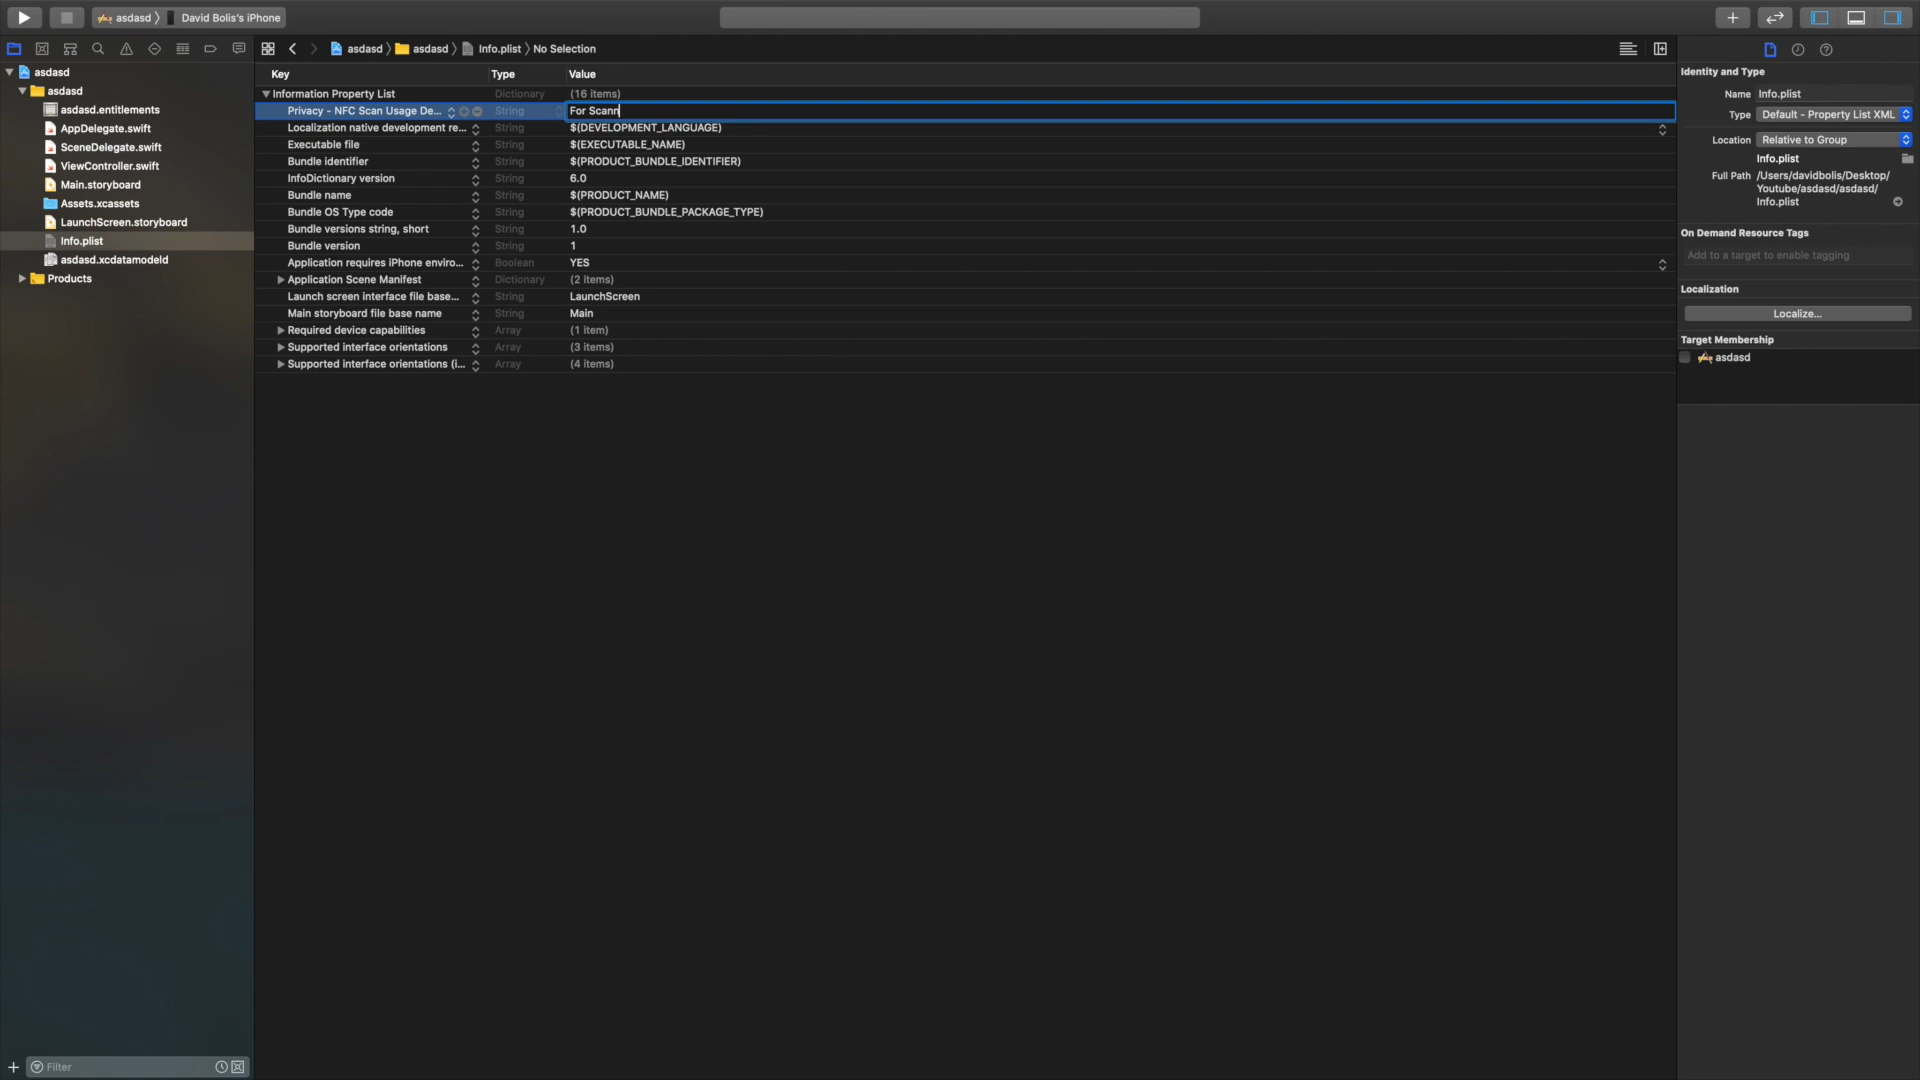 asdasd 〉 David Bolis's iPhone
asdasd 〉 asdasd 〉 Info.plist 〉 No Selection
asdasd
asdasd
asdasd.entitlements
AppDelegate.swift
SceneDelegate.swift
ViewController.swift
Main.storyboard
Assets.xcassets
LaunchScreen.storyboard
Info.plist
asdasd.xcdatamodeld
Products
Filter
Key Type Value
Information Property List Dictionary (16 items)
Privacy - NFC Scan Usage De... String For Scann
Localization native development re... String $(DEVELOPMENT_LANGUAGE)
Executable file String $(EXECUTABLE_NAME)
Bundle identifier String $(PRODUCT_BUNDLE_IDENTIFIER)
InfoDictionary version String 6.0
Bundle name String $(PRODUCT_NAME)
Bundle OS Type code String $(PRODUCT_BUNDLE_PACKAGE_TYPE)
Bundle versions string, short String 1.0
Bundle version String 1
Application requires iPhone enviro... Boolean YES
Application Scene Manifest Dictionary (2 items)
Launch screen interface file base... String LaunchScreen
Main storyboard file base name String Main
Required device capabilities Array (1 item)
Supported interface orientations Array (3 items)
Supported interface orientations (i... Array (4 items)
Identity and Type
Name Info.plist
Type Default - Property List XML
Location Relative to Group
Info.plist
Full Path /Users/davidbolis/Desktop/
Youtube/asdasd/asdasd/
Info.plist
On Demand Resource Tags
Add to a target to enable tagging
Localization
Localize...
Target Membership
asdasd